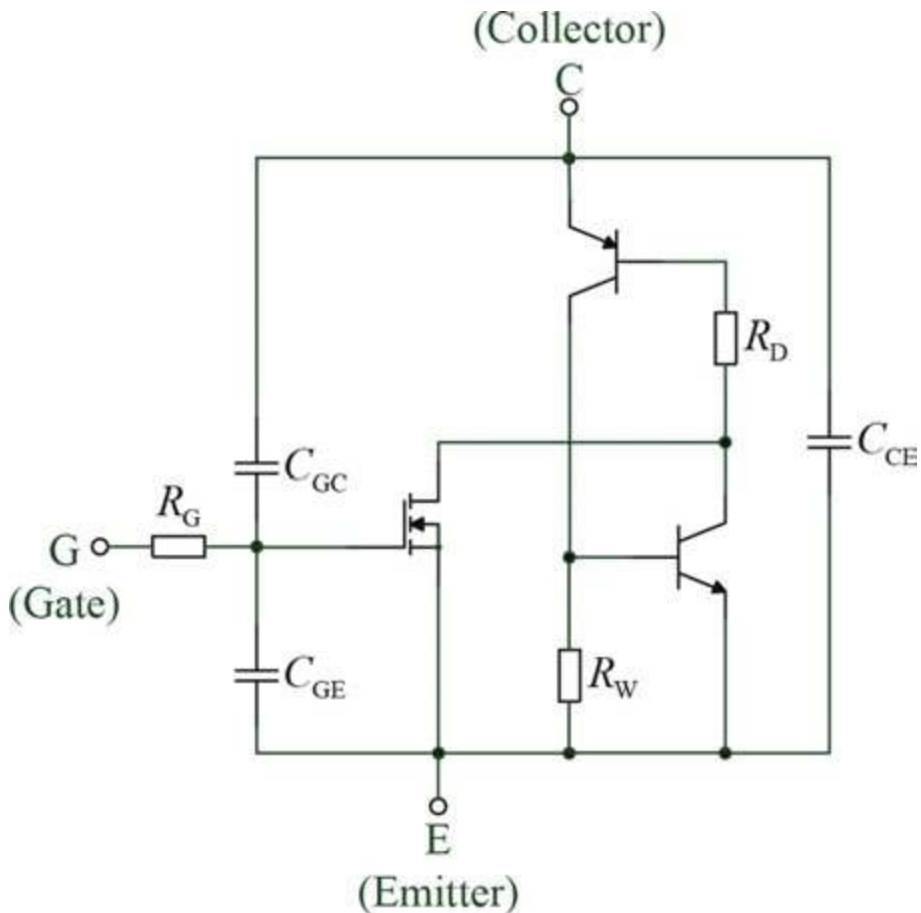 (Collector)
C
R_D
C_GC
C_CE
R_G
G
(Gate)
C_GE
R_W
E
(Emitter)